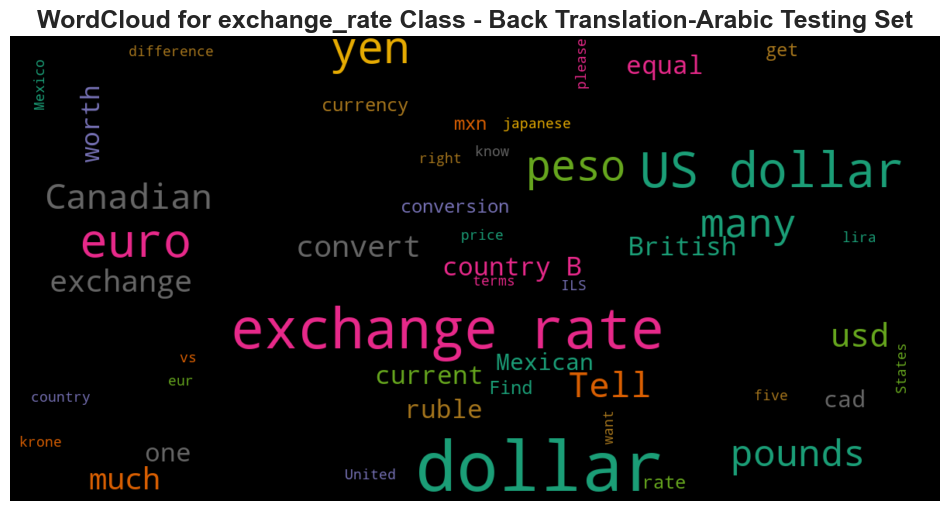 WordCloud for exchange_rate Class - Back Translation-Arabic Testing Set
difference
yen
please
equal
get
Mexico
worth
currency
mxn
japanese
right
know
peso
US dollar
Canadian
conversion
many
euro
convert
price
British
lira
exchange
country B
terms
ILS
exchange rate
usd
vs
Mexican
States
eur
current
Find
Tell
country
ruble
five
cad
krone
one
want
pounds
much
United
dollar
rate